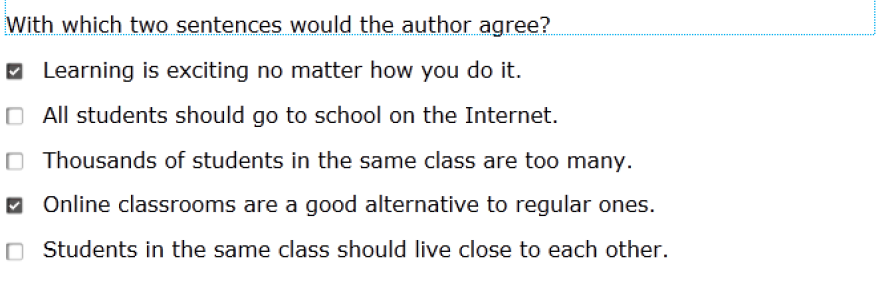 With which two sentences would the author agree?
Learning is exciting no matter how you do it.
All students should go to school on the Internet.
Thousands of students in the same class are too many.
Online classrooms are a good alternative to regular ones.
Students in the same class should live close to each other.